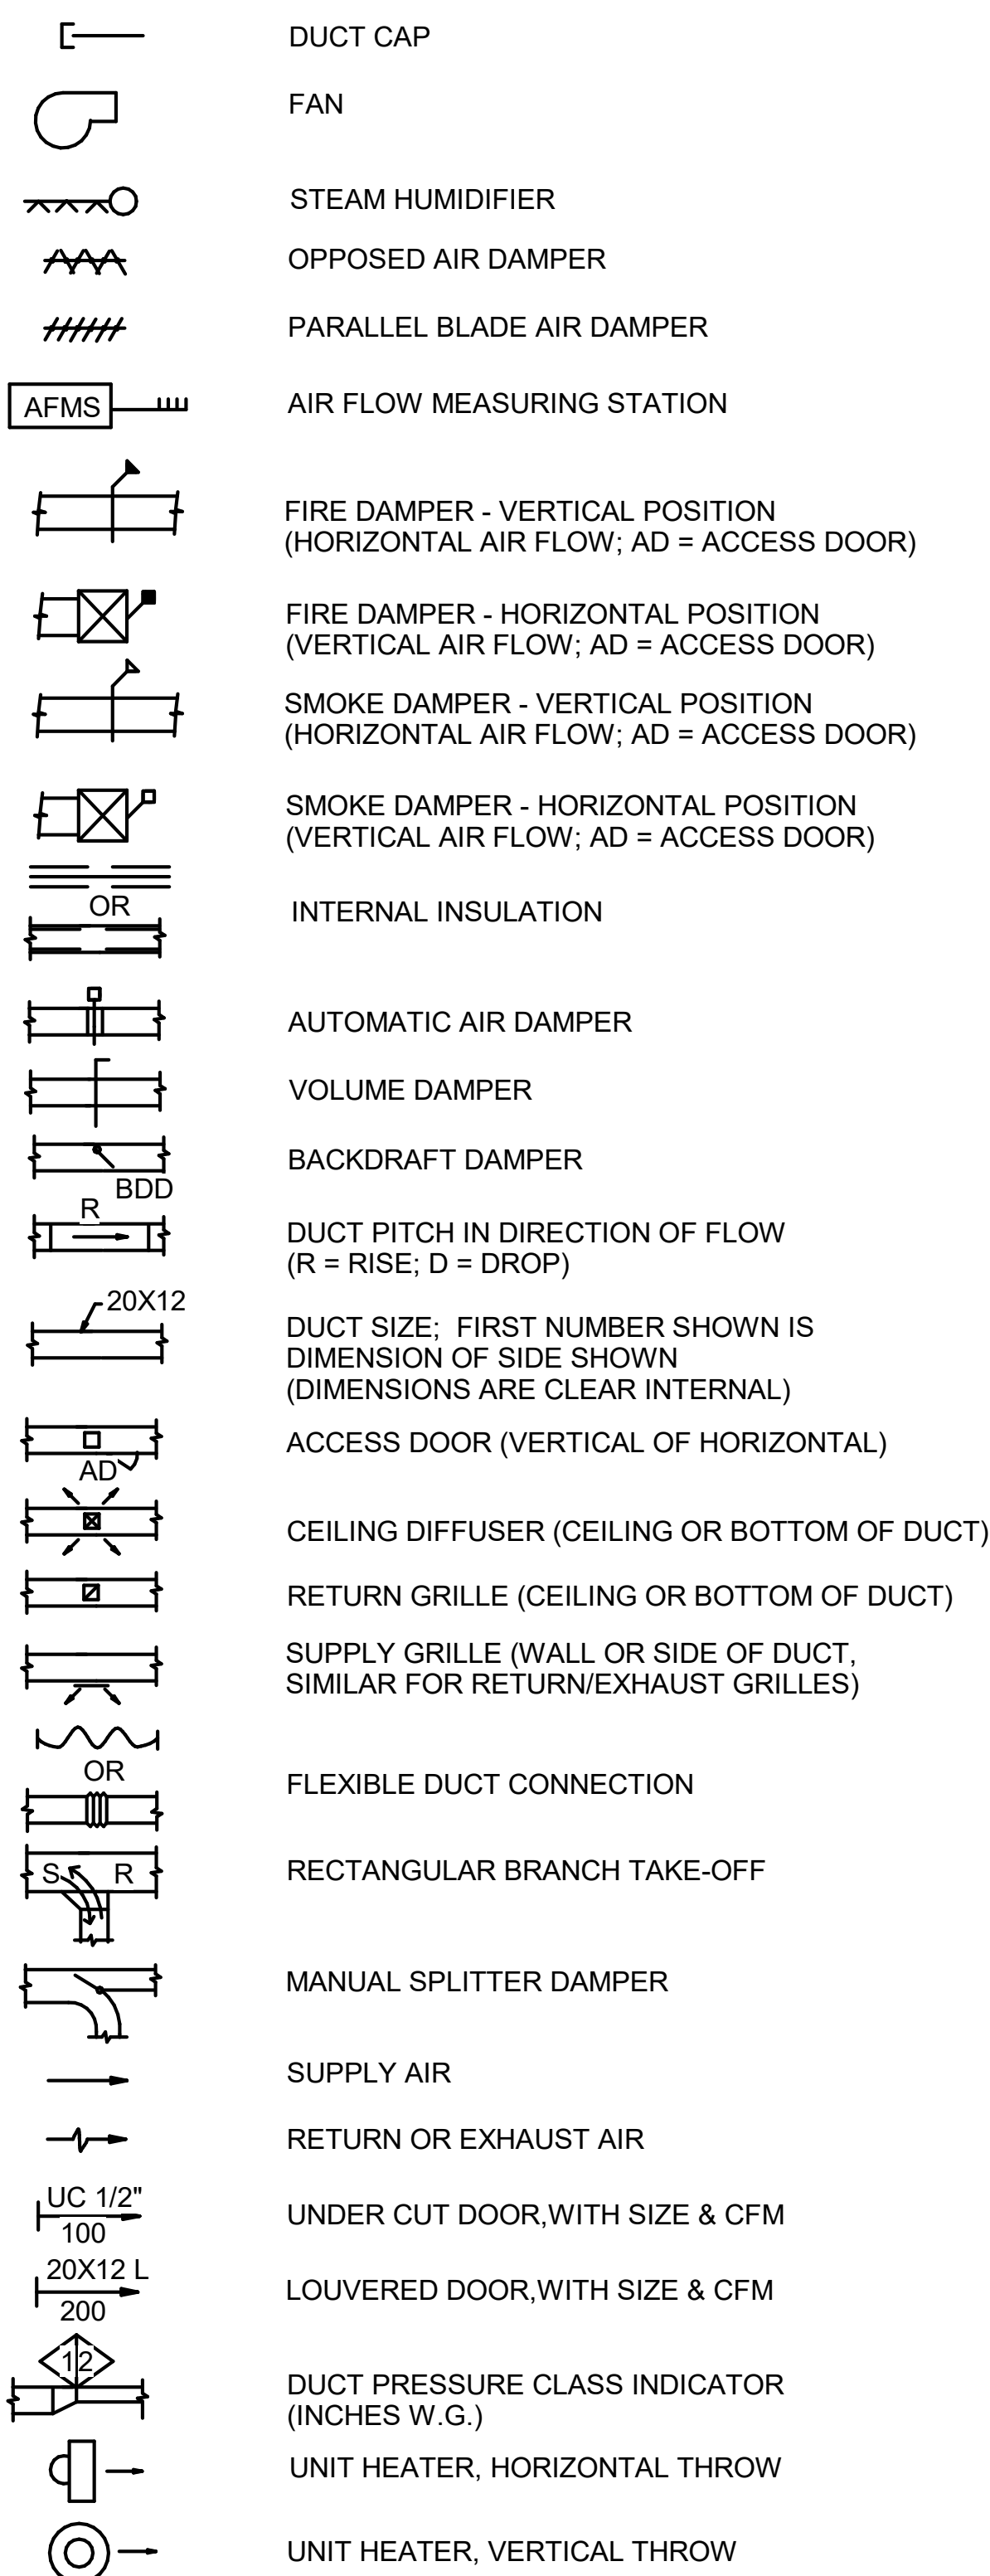 DUCT CAP
FAN
STEAM HUMIDIFIER
OPPOSED AIR DAMPER
PARALLEL BLADE AIR DAMPER
AFMS AIR FLOW MEASURING STATION
FIRE DAMPER - VERTICAL POSITION
(HORIZONTAL AIR FLOW; AD = ACCESS DOOR)
FIRE DAMPER - HORIZONTAL POSITION
(VERTICAL AIR FLOW; AD = ACCESS DOOR)
SMOKE DAMPER - VERTICAL POSITION
(HORIZONTAL AIR FLOW; AD = ACCESS DOOR)
SMOKE DAMPER - HORIZONTAL POSITION
(VERTICAL AIR FLOW; AD = ACCESS DOOR)
OR
INTERNAL INSULATION
AUTOMATIC AIR DAMPER
VOLUME DAMPER
BACKDRAFT DAMPER
BDD
R
DUCT PITCH IN DIRECTION OF FLOW
(R = RISE; D = DROP)
20X12
DUCT SIZE; FIRST NUMBER SHOWN IS
DIMENSION OF SIDE SHOWN
(DIMENSIONS ARE CLEAR INTERNAL)
ACCESS DOOR (VERTICAL OF HORIZONTAL)
AD
CEILING DIFFUSER (CEILING OR BOTTOM OF DUCT)
RETURN GRILLE (CEILING OR BOTTOM OF DUCT)
SUPPLY GRILLE (WALL OR SIDE OF DUCT,
SIMILAR FOR RETURN/EXHAUST GRILLES)
OR
FLEXIBLE DUCT CONNECTION
S R RECTANGULAR BRANCH TAKE-OFF
MANUAL SPLITTER DAMPER
SUPPLY AIR
RETURN OR EXHAUST AIR
UC 1/2"
UNDER CUT DOOR,WITH SIZE & CFM
100
20X12 L
LOUVERED DOOR,WITH SIZE & CFM
200
12
DUCT PRESSURE CLASS INDICATOR
(INCHES W.G.)
UNIT HEATER, HORIZONTAL THROW
UNIT HEATER, VERTICAL THROW